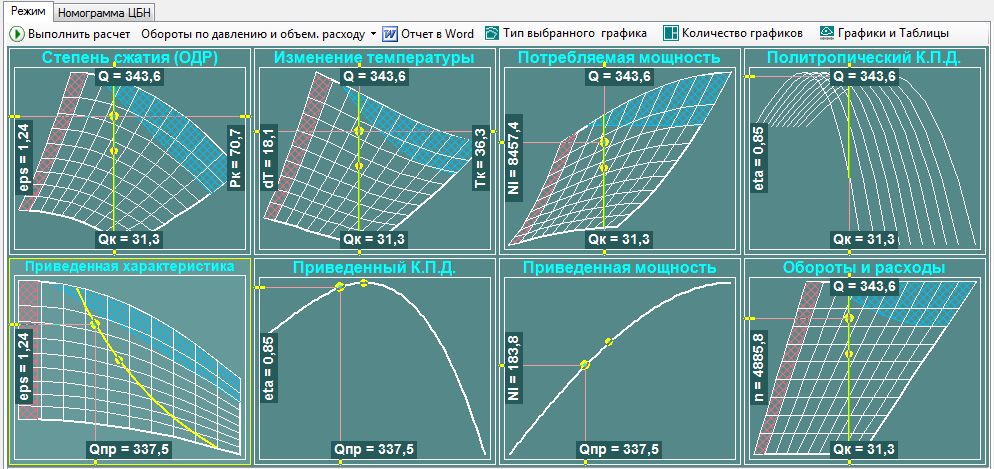 Режим Номограмма ЦБН
Выполнить расчет Обороты по давлению и объем. расходу Отчет в Word Тип выбранного графика Количество графиков Графики и Таблицы
Степень сжатия (ОДР)
Q = 343,6
eps = 1,24
Рк = 70,7
Qк = 31,3
Изменение температуры
Q = 343,6
dT = 18,1
Тк = 36,3
Qк = 31,3
Потребляемая мощность
Q = 343,6
NI = 8457,4
Qк = 31,3
Политропический К.П.Д.
Q = 343,6
eta = 0,85
Qк = 31,3
Приведенная характеристика
eps = 1,24
Qпр = 337,5
Приведенный К.П.Д.
eta = 0,85
Qпр = 337,5
Приведенная мощность
NI = 183,8
Qпр = 337,5
Обороты и расходы
Q = 343,6
n = 4885,8
Qк = 31,3